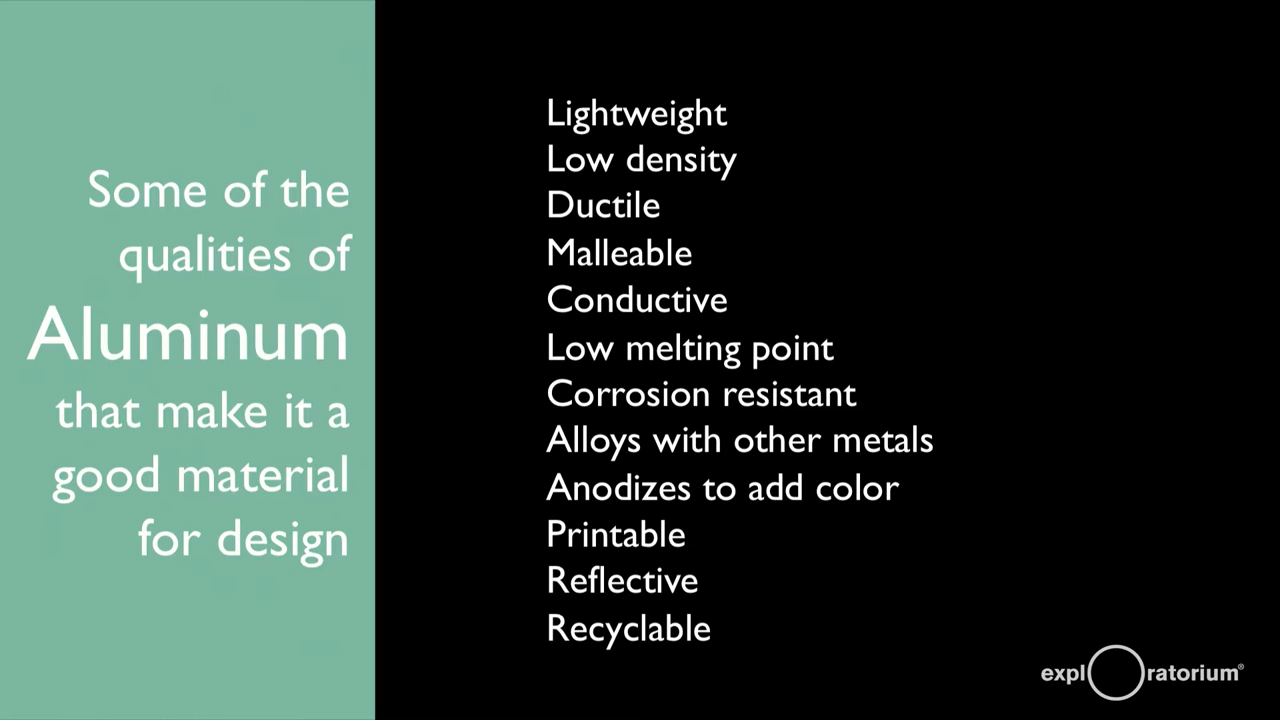 Some of the
qualities of
Aluminum
that make it a
good material
for design
Lightweight
Low density
Ductile
Malleable
Conductive
Low melting point
Corrosion resistant
Alloys with other metals
Anodizes to add color
Printable
Reflective
Recyclable
explOratorium®